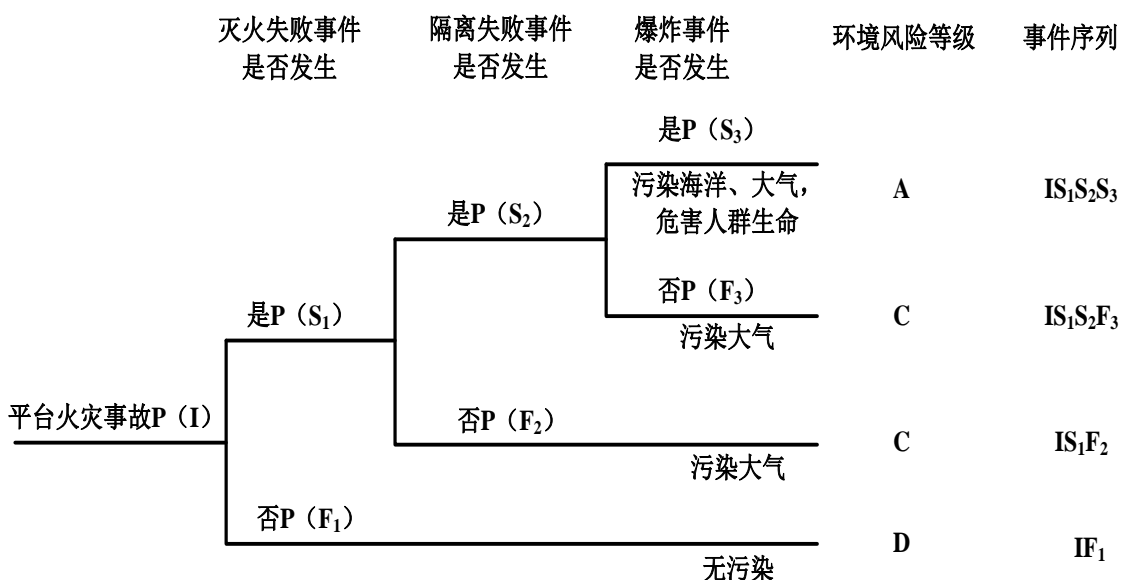 灭火失败事件
是否发生
隔离失败事件
是否发生
爆炸事件
是否发生
环境风险等级
事件序列
是P（S₃）
污染海洋、大气，
危害人群生命
A
IS₁S₂S₃
是P（S₂）
否P（F₃）
污染大气
C
IS₁S₂F₃
是P（S₁）
平台火灾事故P（I）
否P（F₂）
污染大气
C
IS₁F₂
否P（F₁）
无污染
D
IF₁